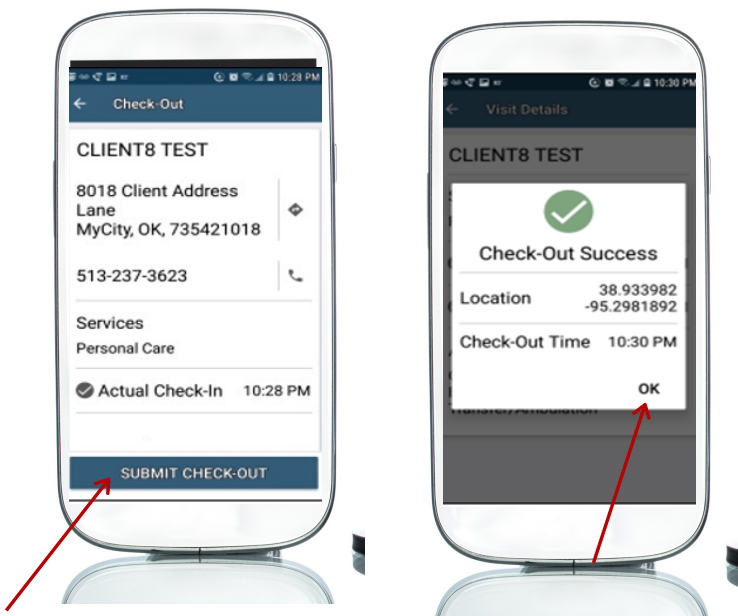 10:28 PM
Check-Out
CLIENT8 TEST
8018 Client Address
Lane
MyCity, OK, 735421018
513-237-3623
Services
Personal Care
Actual Check-In 10:28 PM
SUBMIT CHECK-OUT
10:30 PM
Visit Details
CLIENT8 TEST
Check-Out Success
Location 38.933982
-95.2981892
Check-Out Time 10:30 PM
OK
Transfer/Ambulation